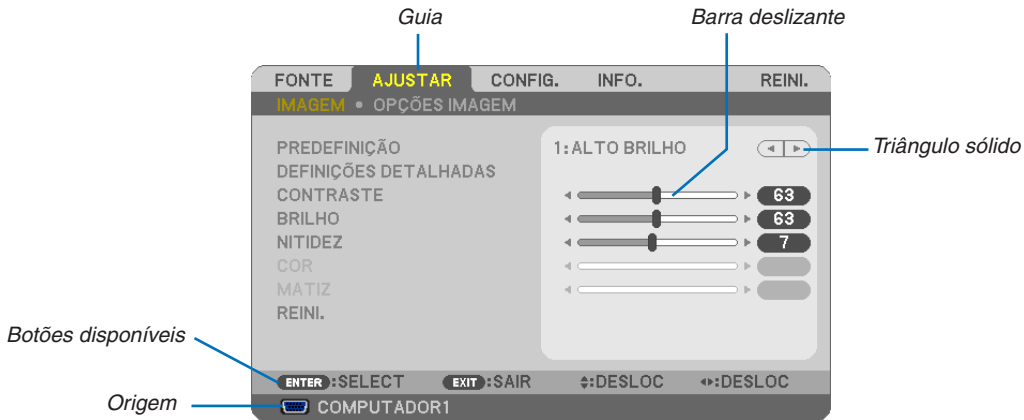 Guia
Barra deslizante
FONTE AJUSTAR CONFIG. INFO. REINI.
IMAGEM • OPÇÕES IMAGEM
PREDEFINIÇÃO 1:ALTO BRILHO
Triângulo sólido
DEFINIÇÕES DETALHADAS
CONTRASTE 63
BRILHO 63
NITIDEZ 7
COR
MATIZ
REINI.
Botões disponíveis
ENTER :SELECT EXIT :SAIR :DESLOC :DESLOC
Origem
COMPUTADOR1